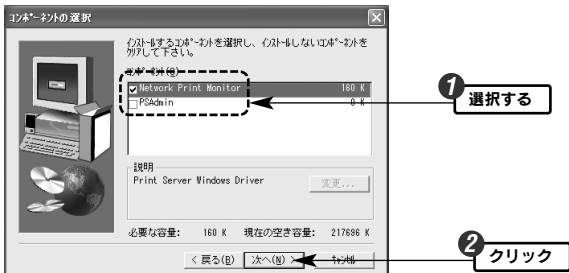 コンポーネントの選択
インストールするコンポーネントを選択し、インストールしないコンポーネントを
クリアして下さい。
コンポーネント(C)
Network Print Monitor 160 K
PSAdmin 0 K
❶ 選択する
説明
Print Server Windows Driver
変更...
必要な容量: 160 K 現在の空き容量: 217696 K
❷ クリック
< 戻る(B) 次へ(N) > キャンセル